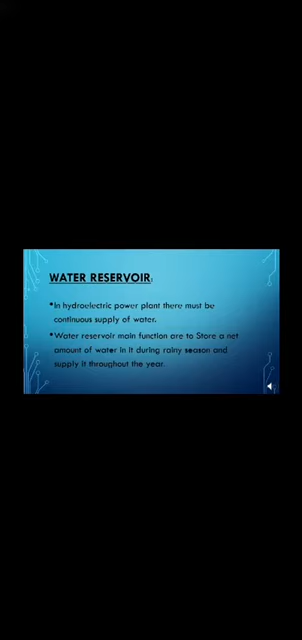 WATER RESERVOIR:
•In hydroelectric power plant there must be
continuous supply of water.
•Water reservoir main function are to Store a net
amount of water in it during rainy season and
supply it throughout the year.